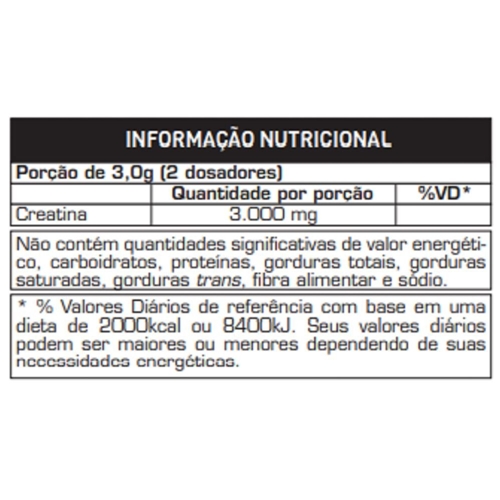 INFORMAÇÃO NUTRICIONAL
Porção de 3,0g (2 dosadores)
Quantidade por porção %VD*
Creatina 3.000 mg
Não contém quantidades significativas de valor energéti-
co, carboidratos, proteínas, gorduras totais, gorduras
saturadas, gorduras trans, fibra alimentar e sódio.
* % Valores Diários de referência com base em uma
dieta de 2000kcal ou 8400kJ. Seus valores diários
podem ser maiores ou menores dependendo de suas
necessidades energéticas.